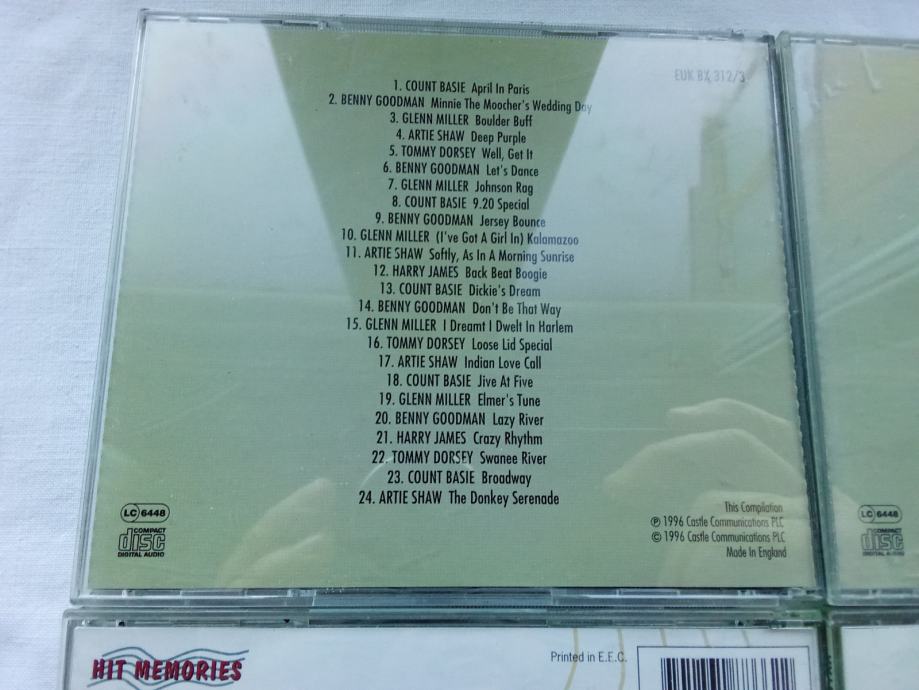 EUK BX 312/3
1. COUNT BASIE April In Paris
2. BENNY GOODMAN Minnie The Moocher's Wedding Day
3. GLENN MILLER Boulder Buff
4. ARTIE SHAW Deep Purple
5. TOMMY DORSEY Well, Get It
6. BENNY GOODMAN Let's Dance
7. GLENN MILLER Johnson Rag
8. COUNT BASIE 9.20 Special
9. BENNY GOODMAN Jersey Bounce
10. GLENN MILLER (I've Got A Girl In) Kalamazoo
11. ARTIE SHAW Softly, As In A Morning Sunrise
12. HARRY JAMES Back Beat Boogie
13. COUNT BASIE Dickie's Dream
14. BENNY GOODMAN Don't Be That Way
15. GLENN MILLER I Dreamt I Dwelt In Harlem
16. TOMMY DORSEY Loose Lid Special
17. ARTIE SHAW Indian Love Call
18. COUNT BASIE Jive At Five
19. GLENN MILLER Elmer's Tune
20. BENNY GOODMAN Lazy River
21. HARRY JAMES Crazy Rhythm
22. TOMMY DORSEY Swanee River
23. COUNT BASIE Broadway
24. ARTIE SHAW The Donkey Serenade
LC 6448
COMPACT
disc
DIGITAL AUDIO
This Compilation
℗ 1996 Castle Communications PLC
© 1996 Castle Communications PLC
Made In England
LC 6448
COMPACT
disc
DIGITAL AUDIO
HIT MEMORIES
Printed in E.E.C.